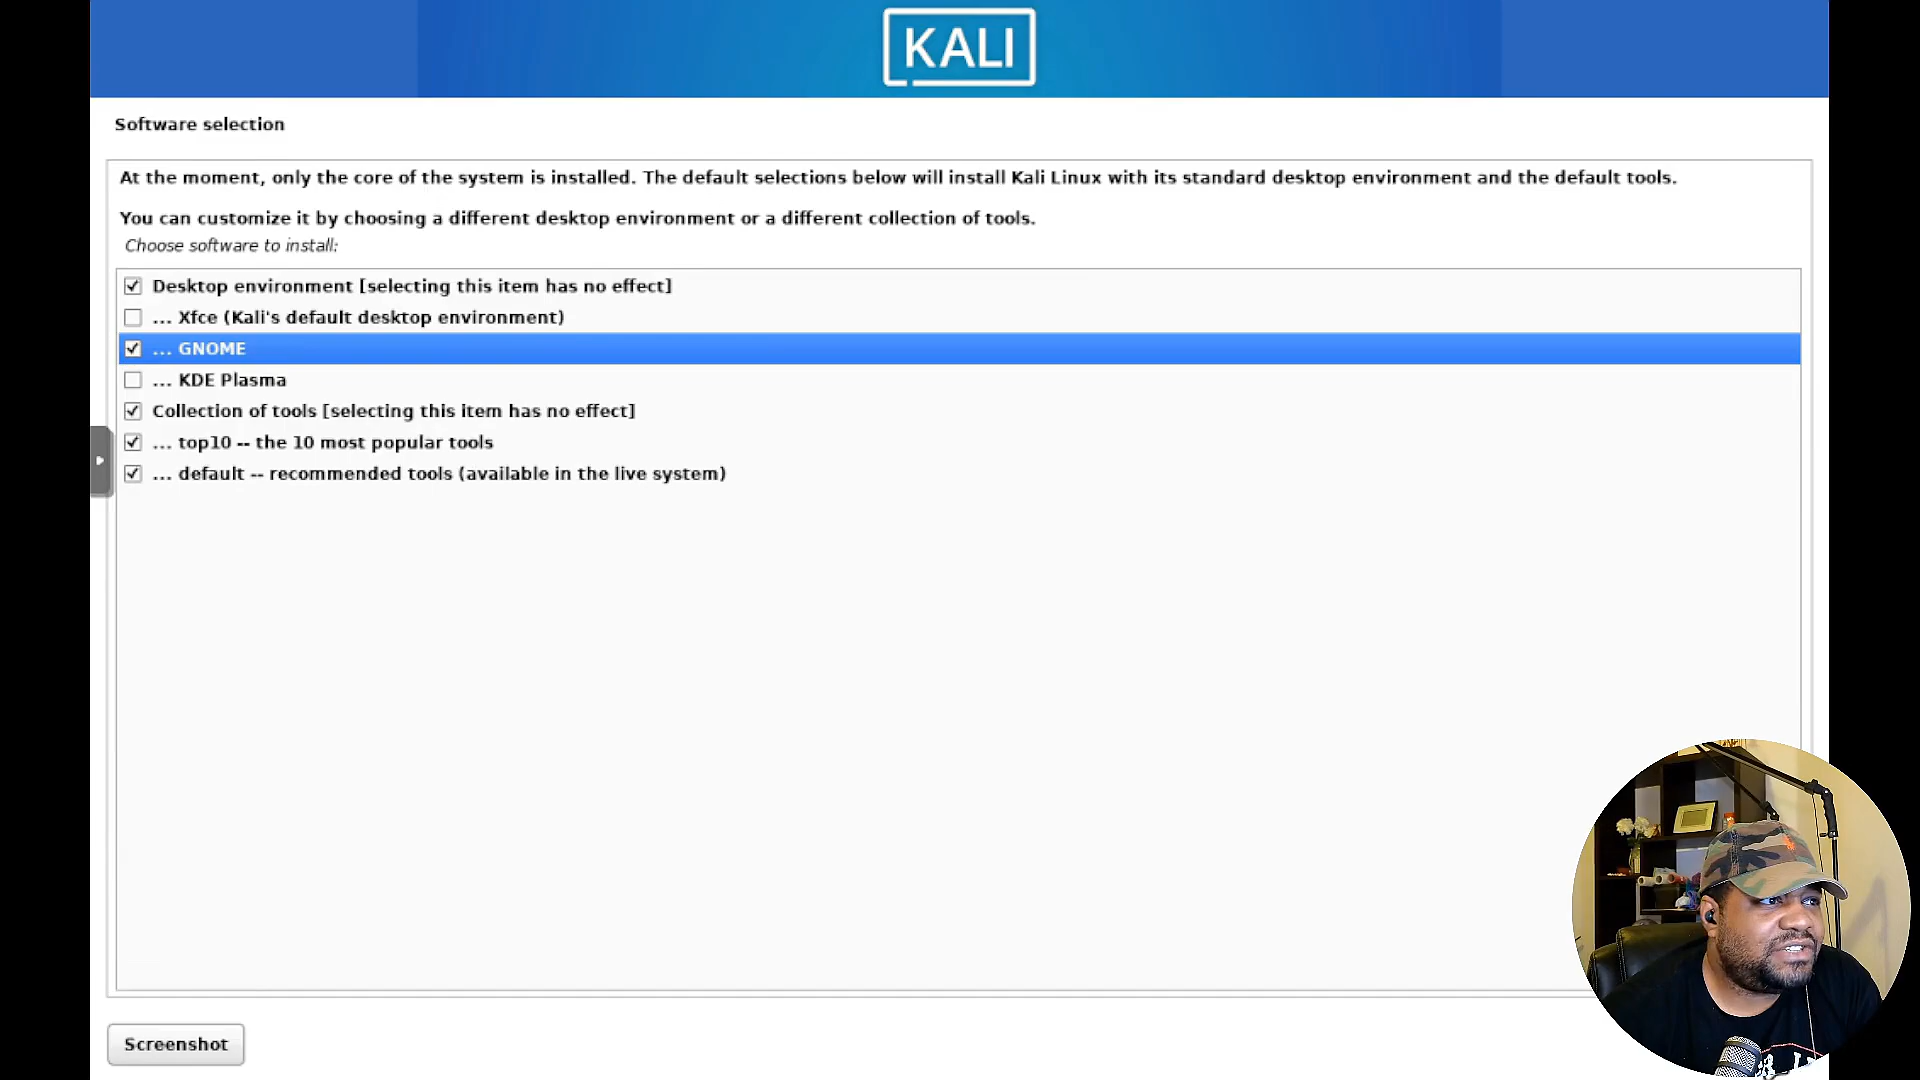 KALI
Software selection
At the moment, only the core of the system is installed. The default selections below will install Kali Linux with its standard desktop environment and the default tools.
You can customize it by choosing a different desktop environment or a different collection of tools.
Choose software to install:
Desktop environment [selecting this item has no effect]
... Xfce (Kali's default desktop environment)
... GNOME
... KDE Plasma
Collection of tools [selecting this item has no effect]
... top10 -- the 10 most popular tools
... default -- recommended tools (available in the live system)
Screenshot